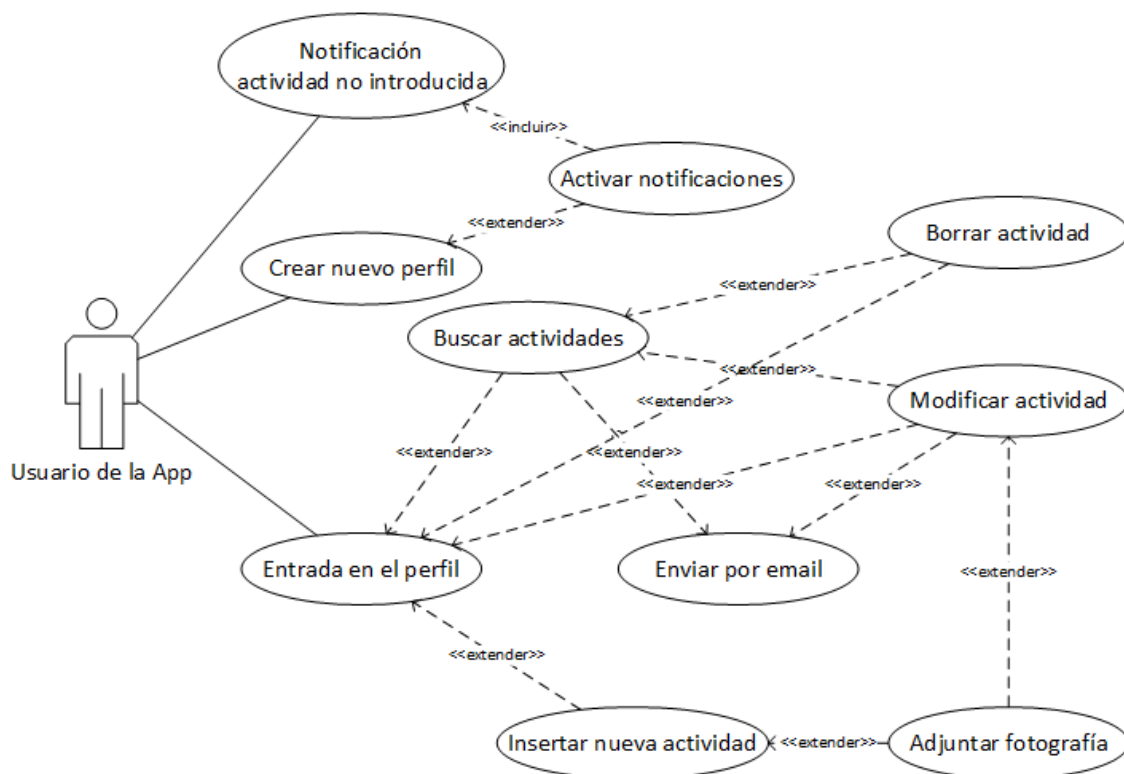 Notificación
actividad no introducida
<<incluir>>
Activar notificaciones
<<extender>>
Borrar actividad
Crear nuevo perfil
<<extender>>
Buscar actividades
<<extender>>
Modificar actividad
<<extender>>
Usuario de la App
<<extender>>
<<extender>>
<<extender>>
<<extender>>
Entrada en el perfil
Enviar por email
<<extender>>
<<extender>>
Insertar nueva actividad
<<extender>>
Adjuntar fotografía